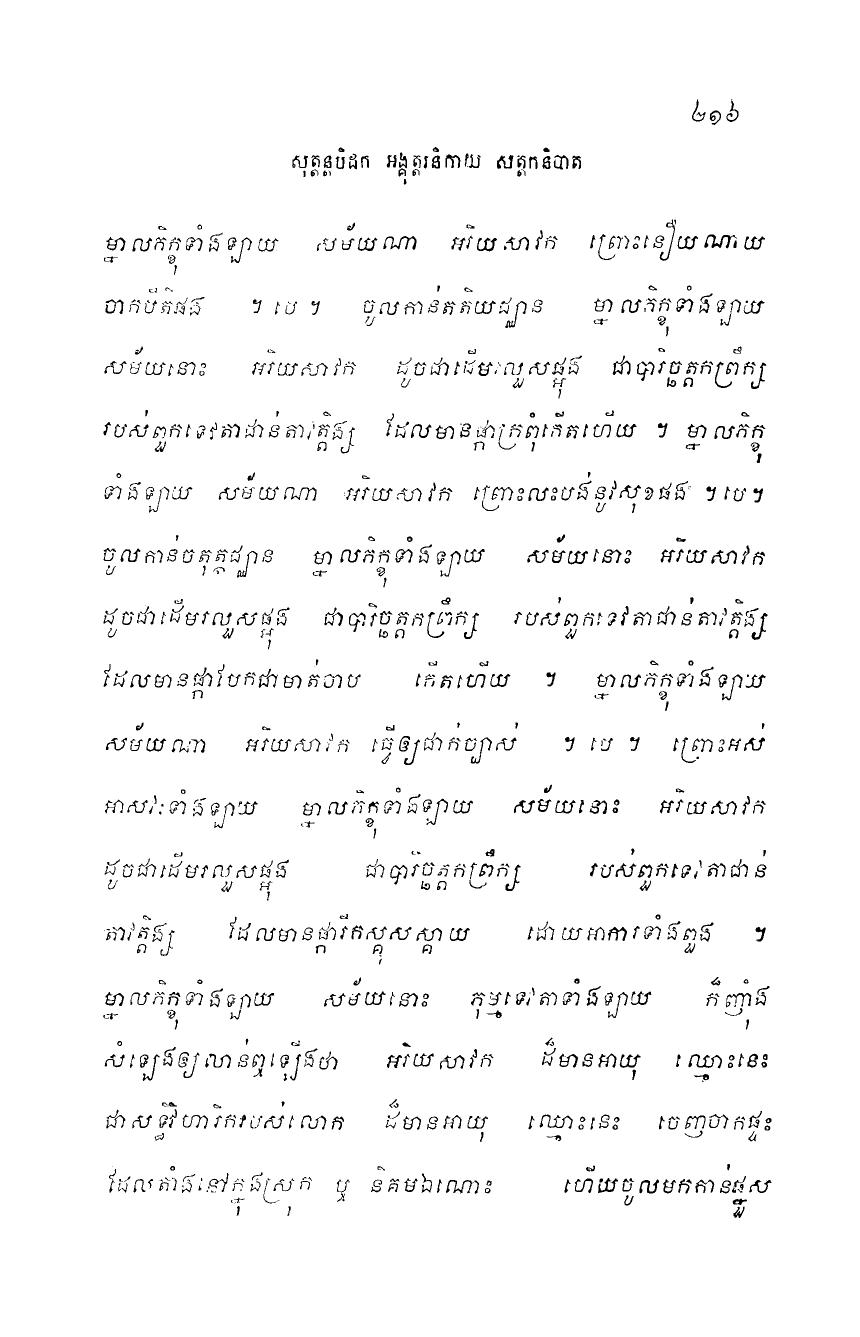 ២១៦
សុត្តន្តបិដក អង្គុត្តរនិកាយ សត្តកនិបាត
ម្នាលភិក្ខុទាំងឡាយ សម័យណា អរិយសាវក ព្រោះនឿយណាយ
ចាកបីតិផង ។ បេ ។ ចូលកាន់តតិយជ្ឈាន ម្នាលភិក្ខុទាំងឡាយ
សម័យនោះ អរិយសាវក ដូចជាដើមរលួសផ្អុង ជាបារិច្ឆត្តកព្រឹក្ស
របស់ពួកទេវតាជាន់តាវត្តិង្ស ដែលមានផ្កាក្រពុំកើតហើយ ។ ម្នាលភិក្ខុ
ទាំងឡាយ សម័យណា អរិយសាវក ព្រោះលះបង់នូវសុខផង ។ បេ ។
ចូលកាន់ចតុត្ថជ្ឈាន ម្នាលភិក្ខុទាំងឡាយ សម័យនោះ អរិយសាវក
ដូចជាដើមរលួសផ្អុង ជាបារិច្ឆត្តកព្រឹក្ស របស់ពួកទេវតាជាន់តាវត្តិង្ស
ដែលមានផ្កាបែកជាមាត់ចាប កើតហើយ ។ ម្នាលភិក្ខុទាំងឡាយ
សម័យណា អរិយសាវក ធ្វើឲ្យជាក់ច្បាស់ ។ បេ ។ ព្រោះអស់
អាសវៈទាំងឡាយ ម្នាលភិក្ខុទាំងឡាយ សម័យនោះ អរិយសាវក
ដូចជាដើមរលួសផ្អុង ជាបារិច្ឆត្តកព្រឹក្ស របស់ពួកទេវតាជាន់
តាវត្តិង្ស ដែលមានផ្ការីកស្គុសស្គាយ ដោយអាការទាំងពួង ។
ម្នាលភិក្ខុទាំងឡាយ សម័យនោះ ភុម្មទេវតាទាំងឡាយ ក៏ញ៉ាំង
សំឡេងឲ្យលាន់ឮឡើងថា អរិយសាវក ដ៏មានអាយុ ឈ្មោះនេះ
ជាសទ្ធិវិហារិករបស់លោក ដ៏មានអាយុ ឈ្មោះនេះ ចេញចាកផ្ទះ
ដែលតាំងនៅក្នុងស្រុក ឬ និគមឯណោះ ហើយចូលមកកាន់ផ្នួស